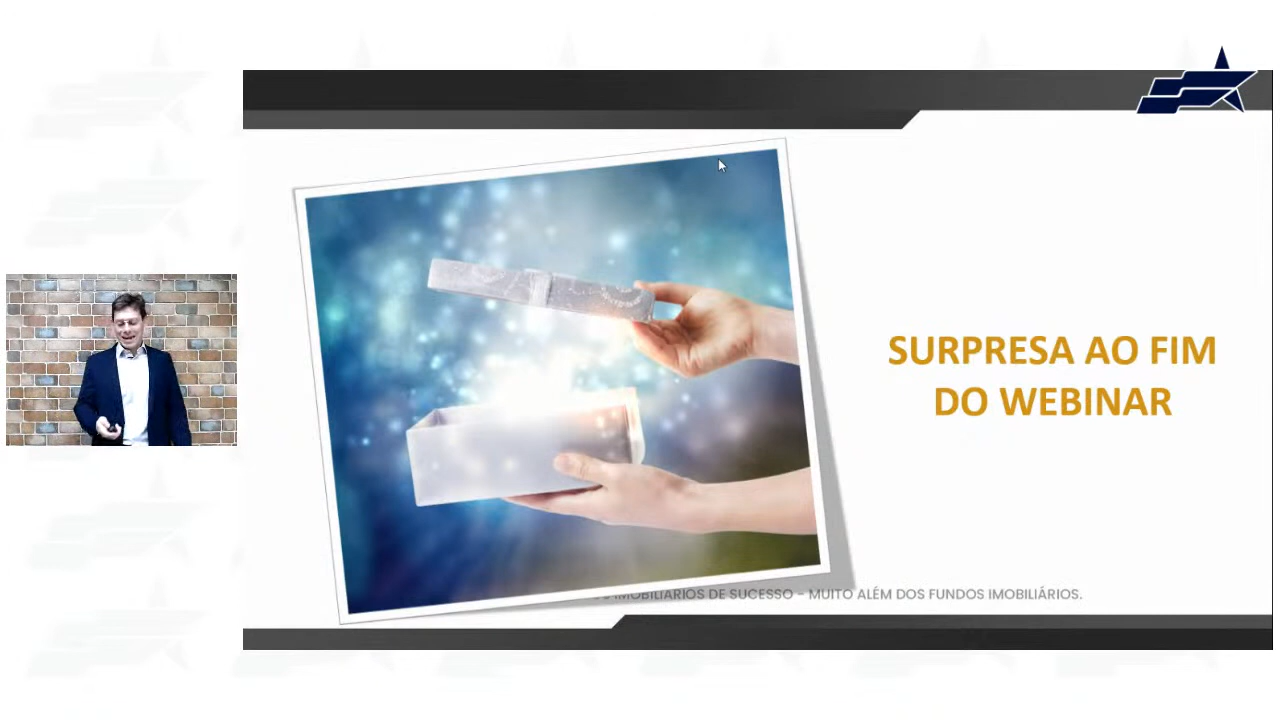 SURPRESA AO FIM
DO WEBINAR
IMOBILIÁRIOS DE SUCESSO - MUITO ALÉM DOS FUNDOS IMOBILIÁRIOS.